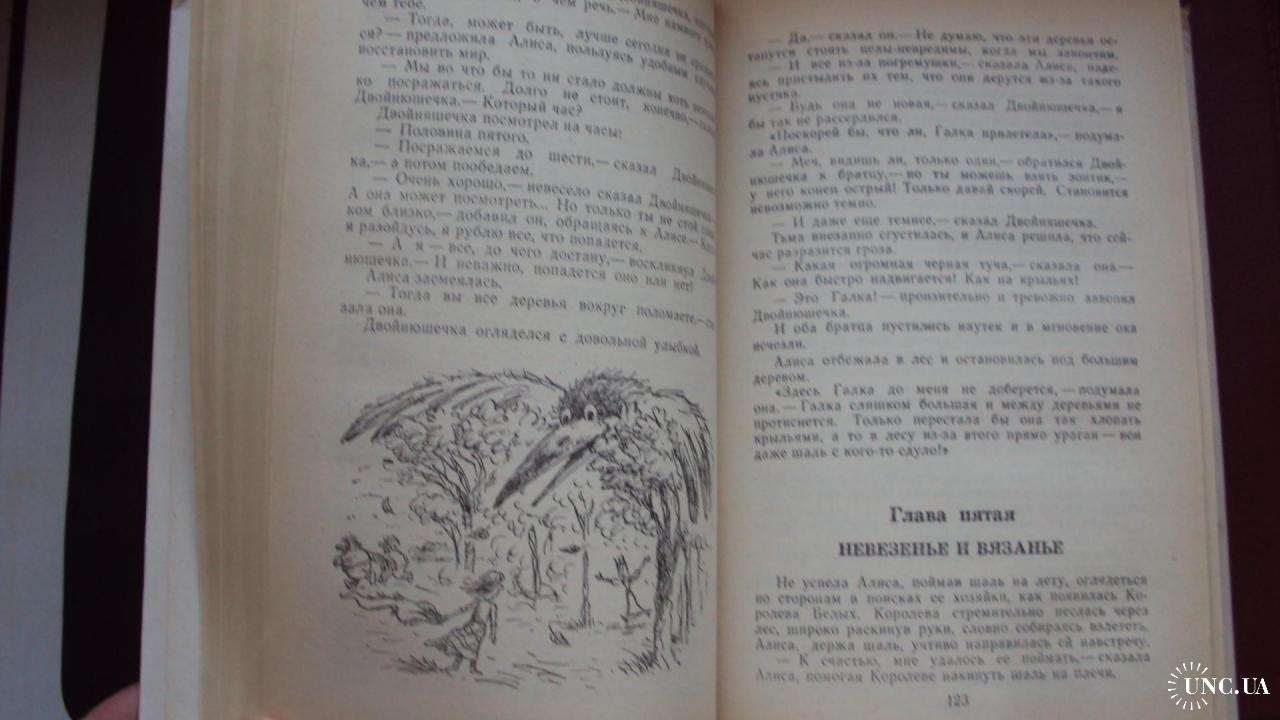 чем тебе.
в чем речь.— Мне
— Тогда, может быть, лучше сегодня не
ся?— предложила Алиса, пользуясь удобным
восстановить мир.
— Мы во что бы то ни стало должны хоть
ко посражаться. Долго не стоит, конечно,—
Двойнюшечка.— Который час?
Двойняшечка посмотрел на часы:
— Половина пятого.
— Посражаемся до шести,— сказал
ка,— а потом пообедаем.
— Очень хорошо,— невесело сказал
А она может посмотреть... Но только ты не стой
ком близко,— добавил он, обращаясь к Алисе.—
я разойдусь, я рублю все, что попадется.
— А я — все, до чего достану,— воскликнул
нюшечка.— И неважно, попадется оно или нет!
Алиса засмеялась.
— Тогда вы все деревья вокруг поломаете,—
зала она.
Двойнюшечка огляделся с довольной улыбкой.
— Да,— сказал он.— Не думаю, что эти деревья ос-
танутся стоять целы-невредимы, когда мы закончим.
— И все из-за погремушки,— сказала Алиса, наде-
ясь пристыдить их тем, что они дерутся из-за такого
пустяка.
— Будь она не новая,— сказал Двойнюшечка,— я
бы так не рассердился.
«Поскорей бы, что ли, Галка прилетела»,— подума-
ла Алиса.
— Меч, видишь ли, только один,— обратился Двой-
нюшечка к братцу,— но ты можешь взять зонтик,—
у него конец острый! Только давай скорей. Становится
невозможно темно.
— И даже еще темнее,— сказал Двойняшечка.
Тьма внезапно сгустилась, и Алиса решила, что сей-
час разразится гроза.
— Какая огромная черная туча,— сказала она.—
Как она быстро надвигается! Как на крыльях!
— Это Галка! — пронзительно и тревожно завопил
Двойнюшечка.
И оба братца пустились наутек и в мгновение ока
исчезли.
Алиса отбежала в лес и остановилась под большим
деревом.
«Здесь Галка до меня не доберется,— подумала
она.— Галка слишком большая и между деревьями не
протиснется. Только перестала бы она так хлопать
крыльями, а то в лесу из-за этого прямо ураган — вон
даже шаль с кого-то сдуло!»
Глава пятая
НЕВЕЗЕНЬЕ И ВЯЗАНЬЕ
Не успела Алиса, поймав шаль на лету, оглядеться
по сторонам в поисках ее хозяйки, как появилась Ко-
ролева Белых. Королева стремительно неслась через
лес, широко раскинув руки, словно собираясь взлететь.
Алиса, держа шаль, учтиво направилась ей навстречу.
— К счастью, мне удалось ее поймать,— сказала
Алиса, помогая Королеве накинуть шаль на плечи.
123
UNC.UA